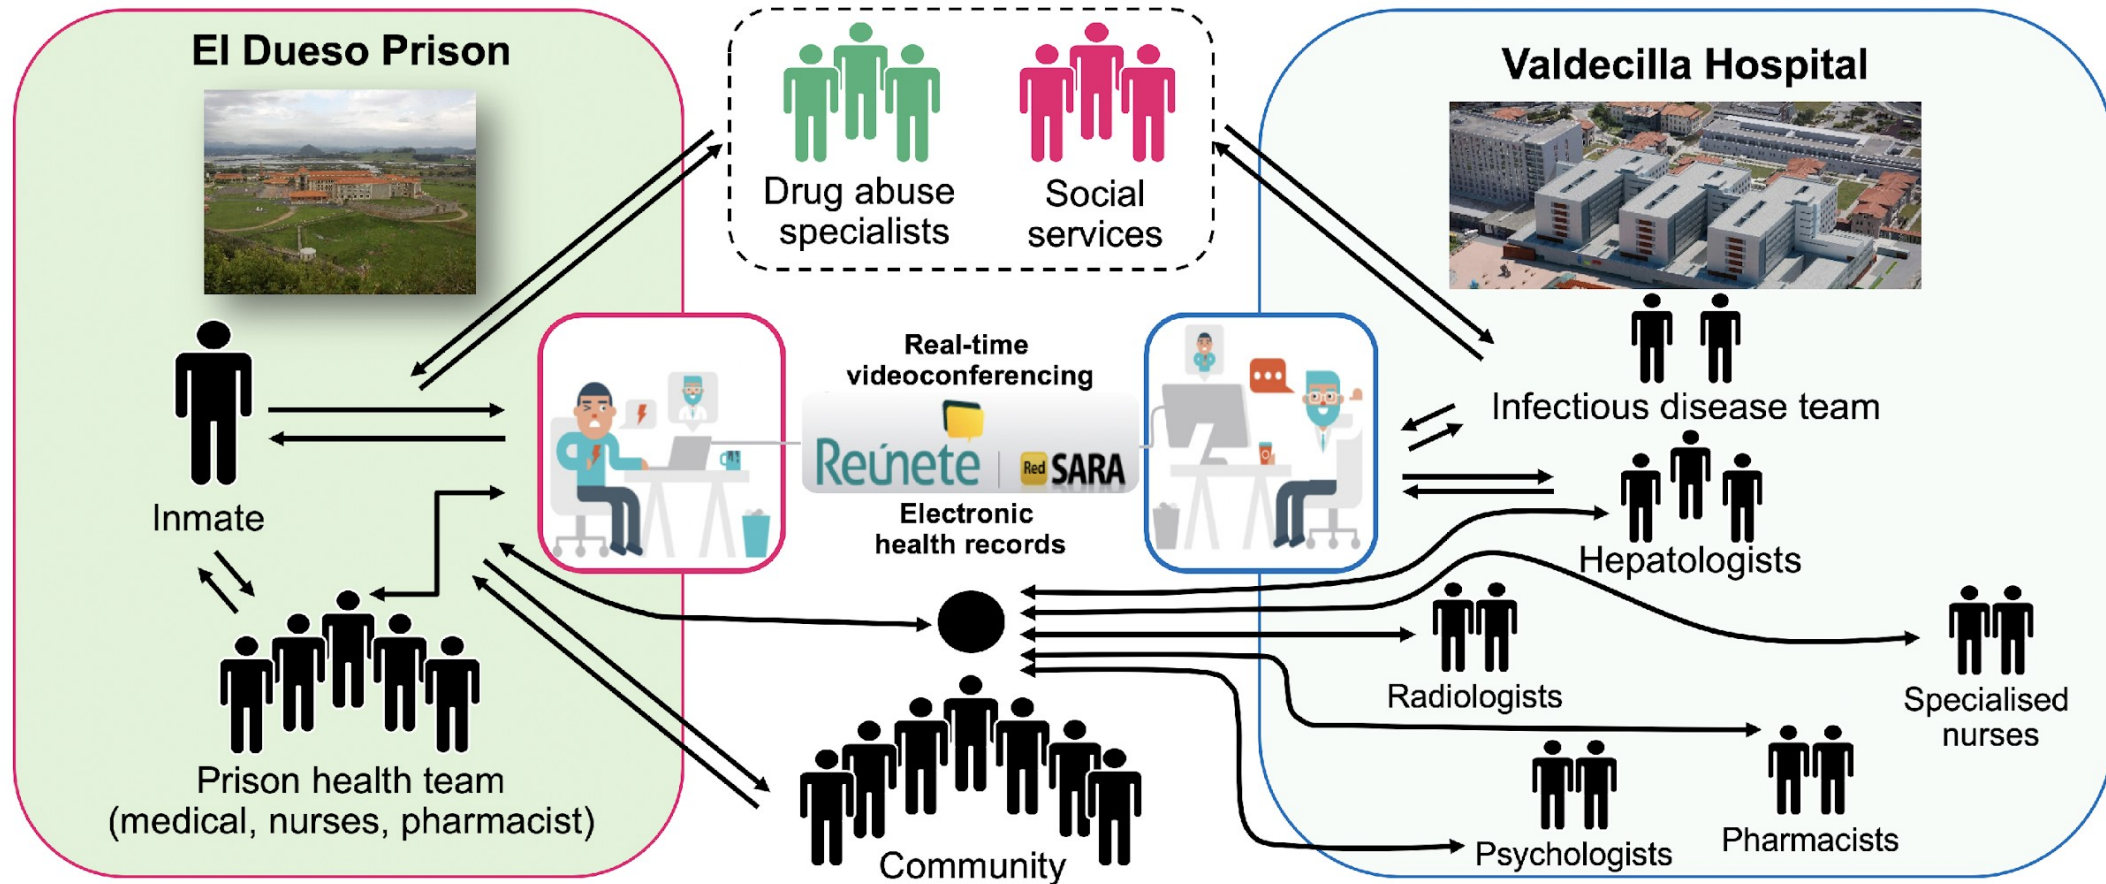 El Dueso Prison
Drug abuse
specialists
Social
services
Valdecilla Hospital
Real-time
videoconferencing
Reúnete
Red SARA
Electronic
health records
Inmate
Prison health team
(medical, nurses, pharmacist)
Community
Infectious disease team
Hepatologists
Radiologists
Specialised
nurses
Pharmacists
Psychologists